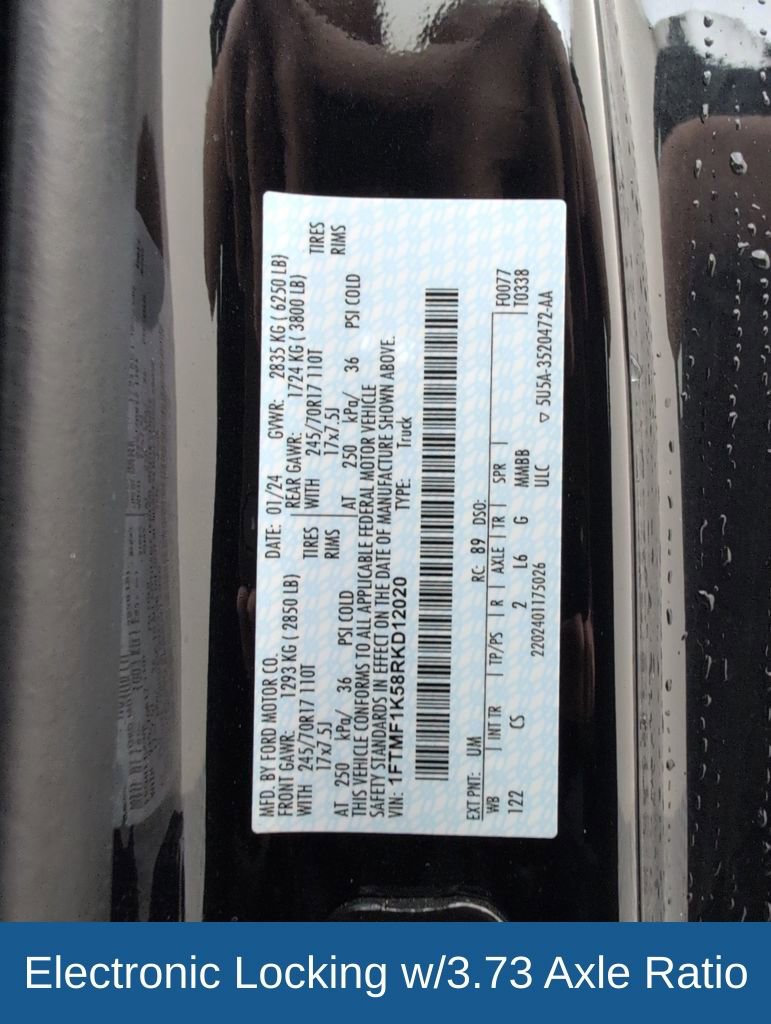 MFD. BY FORD MOTOR CO.
DATE: 01/24 GVWR: 2835 KG ( 6250 LB)
FRONT GAWR: 1293 KG ( 2850 LB)
REAR GAWR: 1724 KG ( 3800 LB)
WITH 245/70R17 110T TIRES
WITH 245/70R17 110T TIRES
17x7.5J RIMS
17x7.5J RIMS
AT 250 kPa/ 36 PSI COLD
AT 250 kPa/ 36 PSI COLD
THIS VEHICLE CONFORMS TO ALL APPLICABLE FEDERAL MOTOR VEHICLE
SAFETY STANDARDS IN EFFECT ON THE DATE OF MANUFACTURE SHOWN ABOVE.
VIN: 1FTMF1K58RKD12020 TYPE: Truck
EXT PNT: UM RC: 89 DSO:
WB INT TR TP/PS R AXLE TR SPR F0077
122 CS 2 L6 G MMBB T0338
2202401175026 ULC ▽ 5U5A-3520472-AA
Electronic Locking w/3.73 Axle Ratio